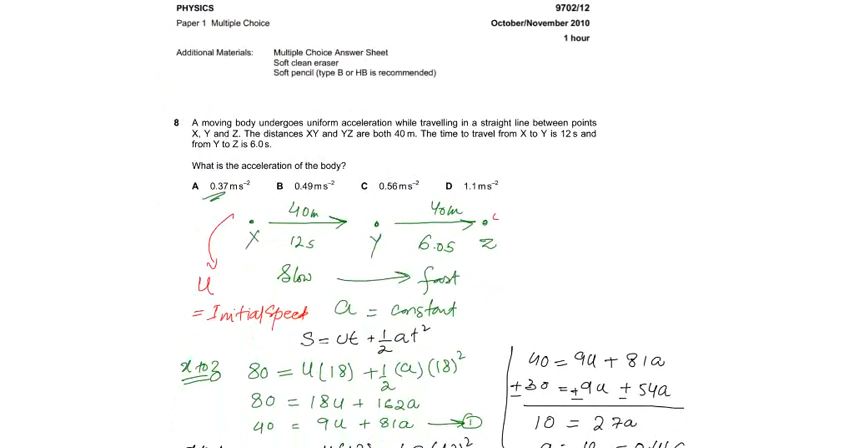 PHYSICS 9702/12
Paper 1 Multiple Choice October/November 2010
1 hour
Additional Materials: Multiple Choice Answer Sheet
Soft clean eraser
Soft pencil (type B or HB is recommended)
8 A moving body undergoes uniform acceleration while travelling in a straight line between points
X, Y and Z. The distances XY and YZ are both 40 m. The time to travel from X to Y is 12 s and
from Y to Z is 6.0 s.
What is the acceleration of the body?
A 0.37 m s⁻² B 0.49 m s⁻² C 0.56 m s⁻² D 1.1 m s⁻²
40m 40m
X 12s Y 6.0s Z
Slow fast
u
= Initial Speed a = constant
S = ut + 1/2 at²
x to z 80 = u(18) + 1/2 (a)(18)²
80 = 18u + 162a
40 = 9u + 81a ①
40 = 9u + 81a
±30 = ±9u ± 54a
10 = 27a